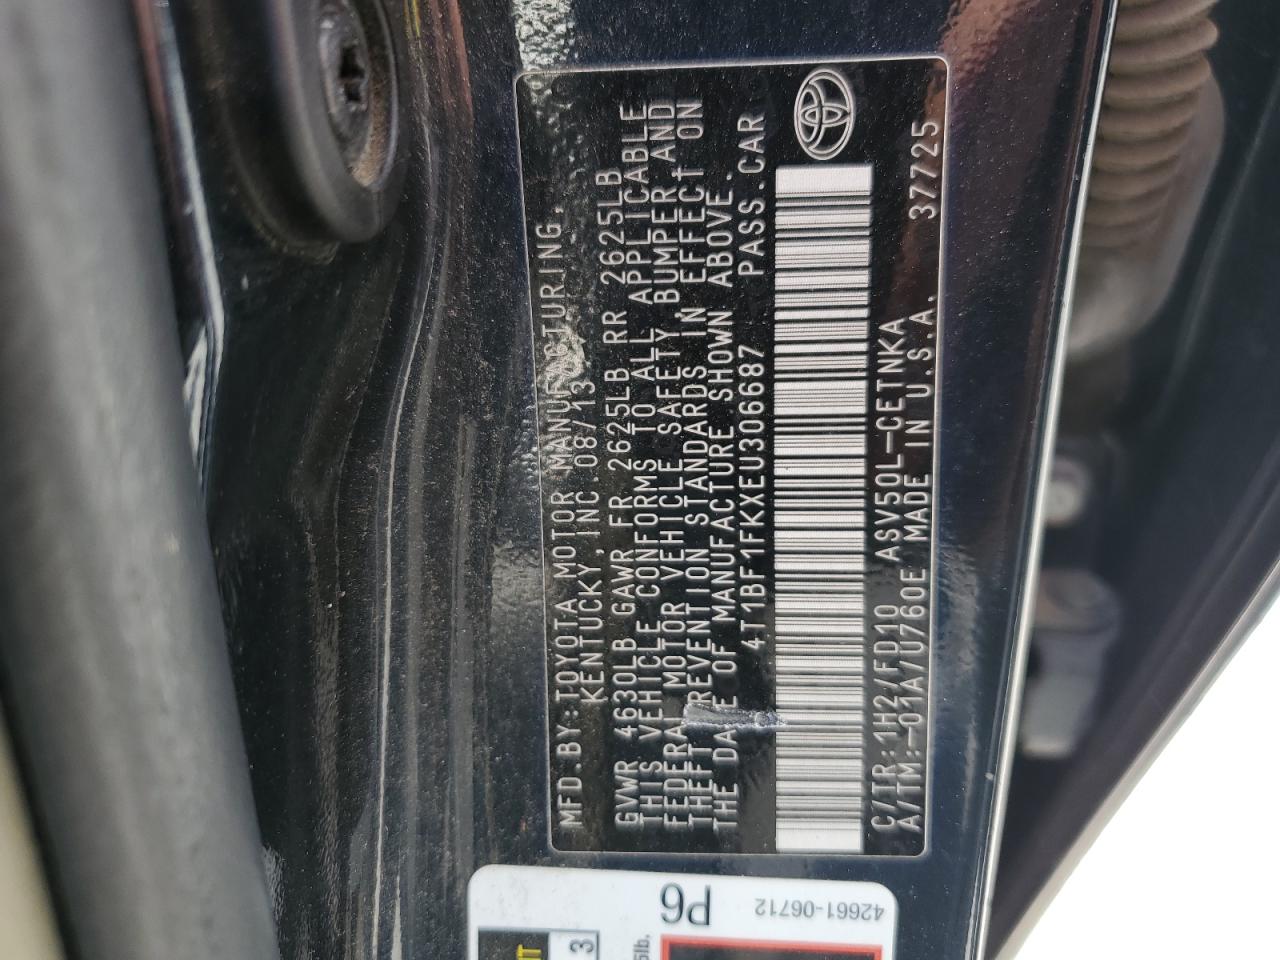 MFD.BY:TOYOTA MOTOR MANUFACTURING,
KENTUCKY,INC.08/13
GVWR 4630LB GAWR FR 2625LB RR 2625LB
THIS VEHICLE CONFORMS TO ALL APPLICABLE
FEDERAL MOTOR VEHICLE SAFETY,BUMPER AND
THEFT PREVENTION STANDARDS IN EFFECT ON
THE DATE OF MANUFACTURE SHOWN ABOVE.
4T1BF1FKXEU306687 PASS.CAR
C/TR:1H2/FD10 ASV50L-CETNKA
A/TM:-01A/U760E MADE IN U.S.A. 37725
P6
42661-06712
3